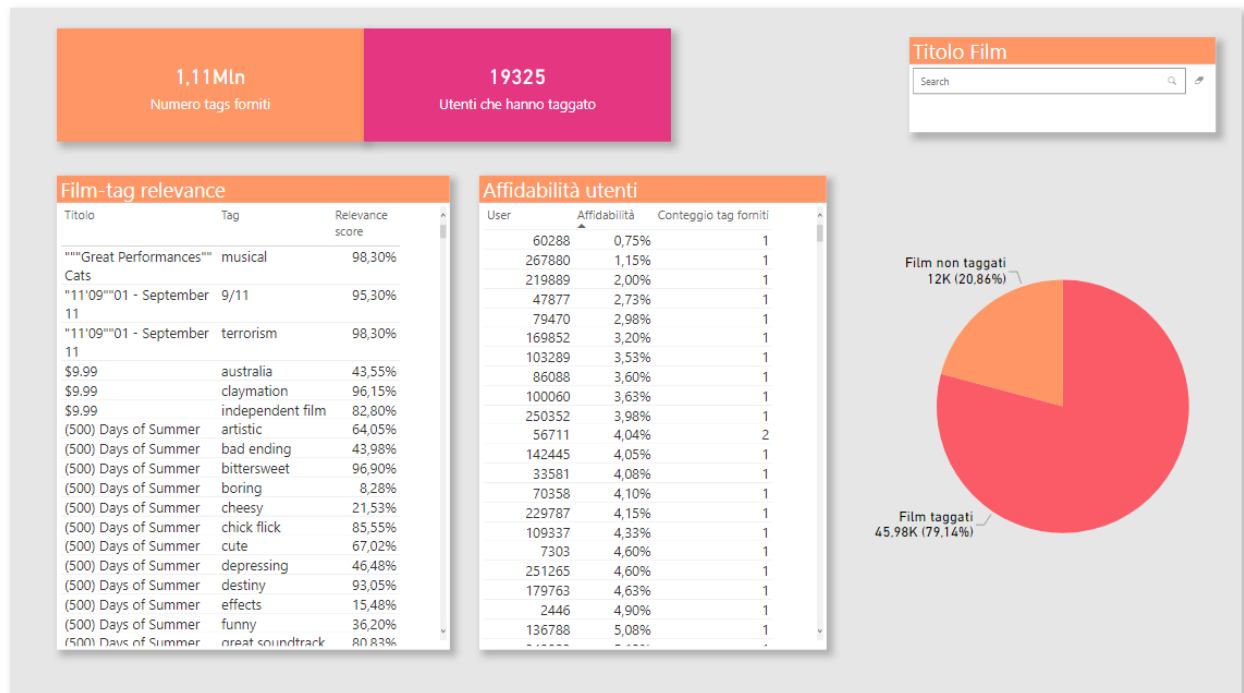 1,11Mln
Numero tags forniti
19325
Utenti che hanno taggato
Titolo Film
Search
Film-tag relevance
Titolo Tag Relevance
score
"""Great Performances"" musical 98,30%
Cats
"11'09""01 - September 9/11 95,30%
11
"11'09""01 - September terrorism 98,30%
11
$9.99 australia 43,55%
$9.99 claymation 96,15%
$9.99 independent film 82,80%
(500) Days of Summer artistic 64,05%
(500) Days of Summer bad ending 43,98%
(500) Days of Summer bittersweet 96,90%
(500) Days of Summer boring 8,28%
(500) Days of Summer cheesy 21,53%
(500) Days of Summer chick flick 85,55%
(500) Days of Summer cute 67,02%
(500) Days of Summer depressing 46,48%
(500) Days of Summer destiny 93,05%
(500) Days of Summer effects 15,48%
(500) Days of Summer funny 36,20%
(500) Days of Summer great soundtrack 80,83%
Affidabilità utenti
User Affidabilità Conteggio tag forniti
60288 0,75% 1
267880 1,15% 1
219889 2,00% 1
47877 2,73% 1
79470 2,98% 1
169852 3,20% 1
103289 3,53% 1
86088 3,60% 1
100060 3,63% 1
250352 3,98% 1
56711 4,04% 2
142445 4,05% 1
33581 4,08% 1
70358 4,10% 1
229787 4,15% 1
109337 4,33% 1
7303 4,60% 1
251265 4,60% 1
179763 4,63% 1
2446 4,90% 1
136788 5,08% 1
Film non taggati
12K (20,86%)
Film taggati
45,98K (79,14%)